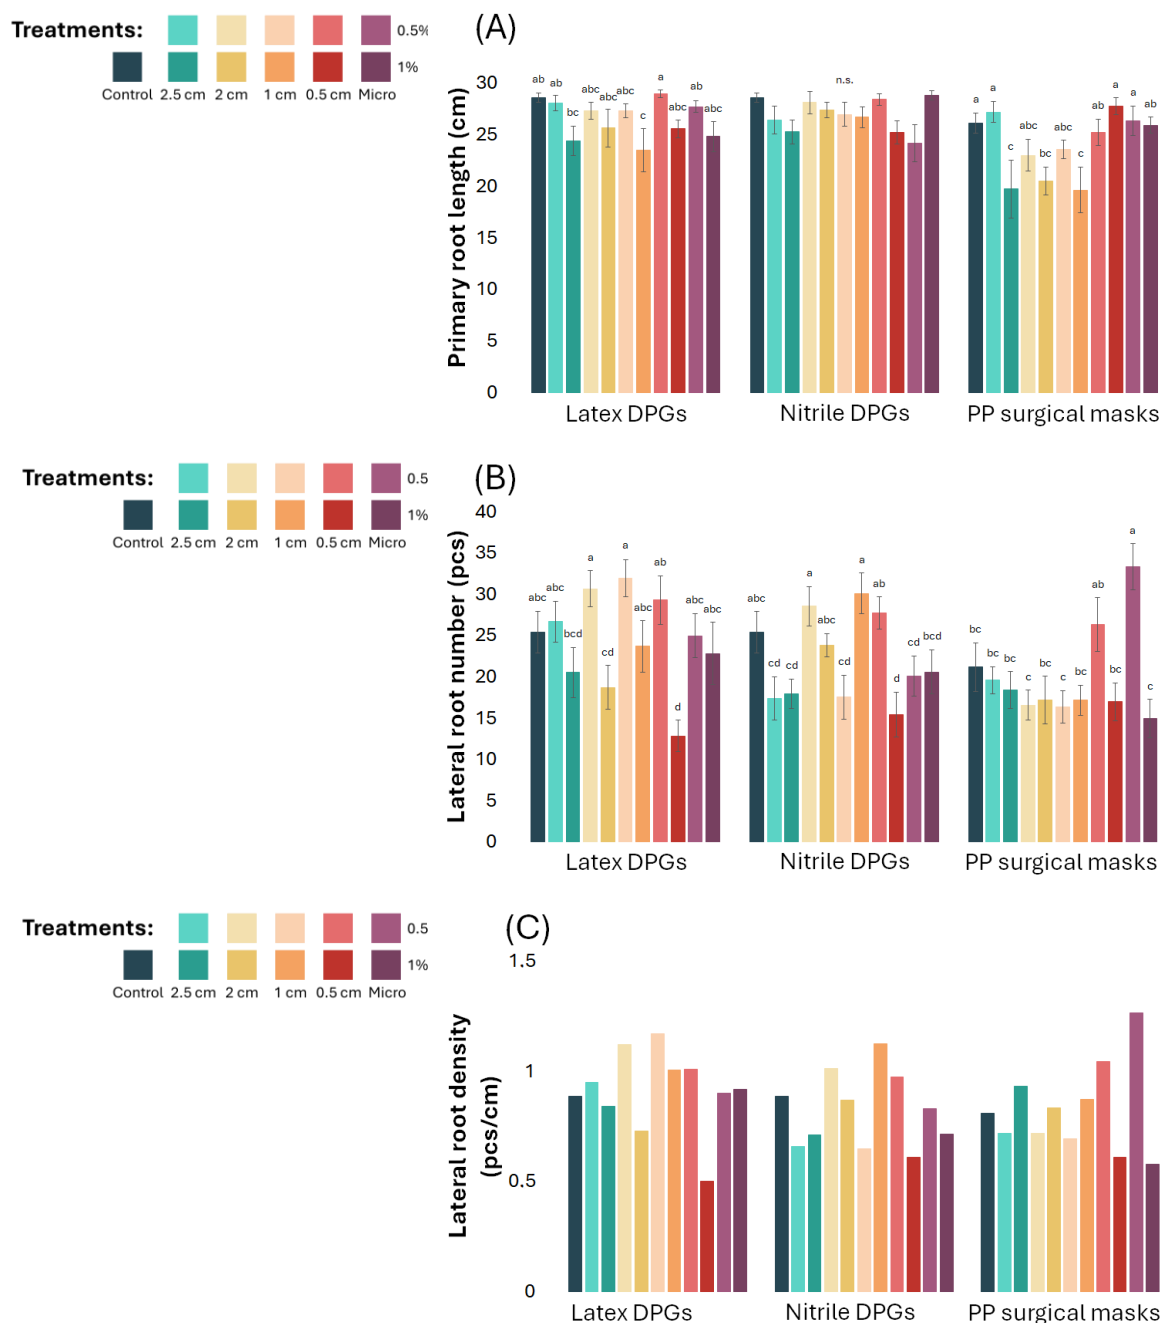 Treatments:
0.5%
1%
Control 2.5 cm 2 cm 1 cm 0.5 cm Micro
(A)
Primary root length (cm)
30
25
20
15
10
5
0
ab ab bc abc abc abc c a abc ab abc
n.s.
a a c abc bc abc c ab a a a
Latex DPGs Nitrile DPGs PP surgical masks
Treatments:
0.5
1%
Control 2.5 cm 2 cm 1 cm 0.5 cm Micro
(B)
Lateral root number (pcs)
40
35
30
25
20
15
10
5
0
abc abc bcd a cd a abc ab d abc abc
abc cd cd a abc cd a ab d cd bcd
bc bc bc c bc c bc ab bc a c
Latex DPGs Nitrile DPGs PP surgical masks
Treatments:
0.5
1%
Control 2.5 cm 2 cm 1 cm 0.5 cm Micro
(C)
Lateral root density
(pcs/cm)
1.5
1
0.5
0
Latex DPGs Nitrile DPGs PP surgical masks